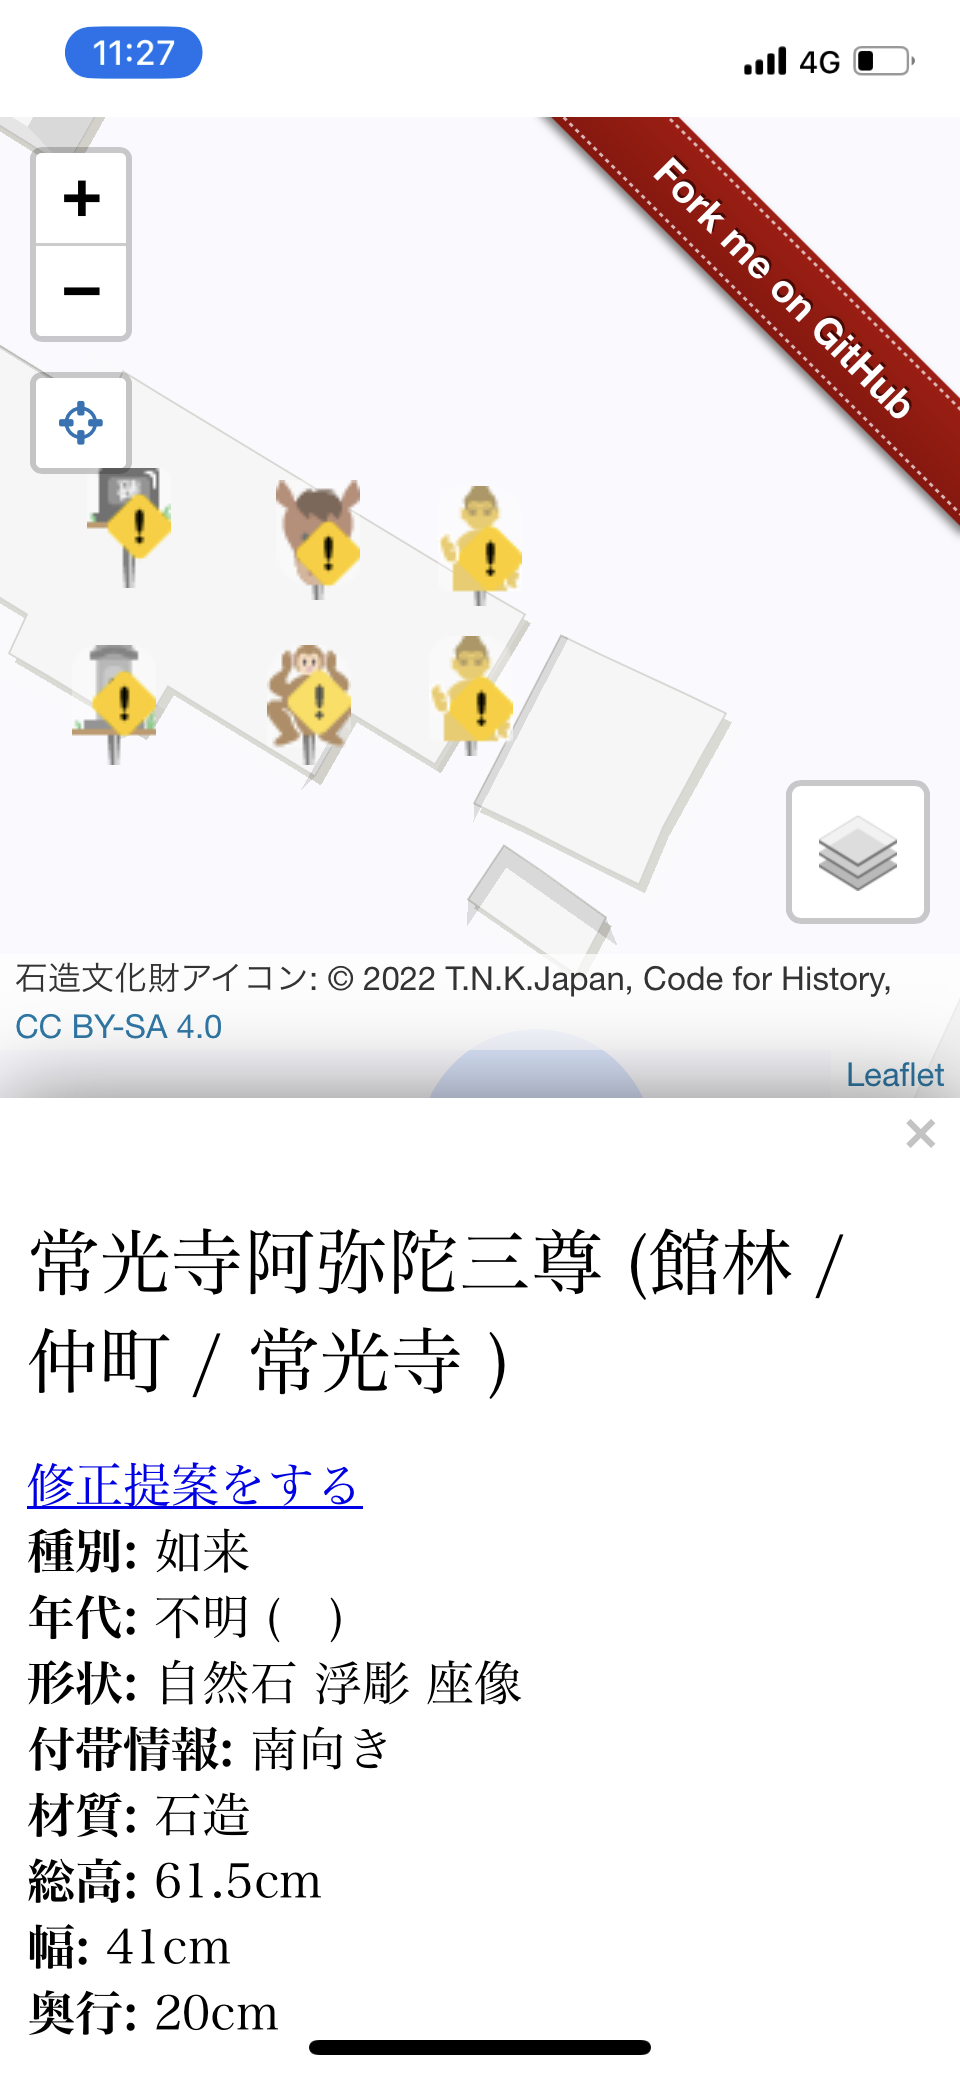 11:27
4G
+
−
Fork me on GitHub
石造文化財アイコン: © 2022 T.N.K.Japan, Code for History,
CC BY-SA 4.0
Leaflet
×
常光寺阿弥陀三尊 (館林 /
仲町 / 常光寺 )
修正提案をする
種別: 如来
年代: 不明 ( )
形状: 自然石 浮彫 座像
付帯情報: 南向き
材質: 石造
総高: 61.5cm
幅: 41cm
奥行: 20cm